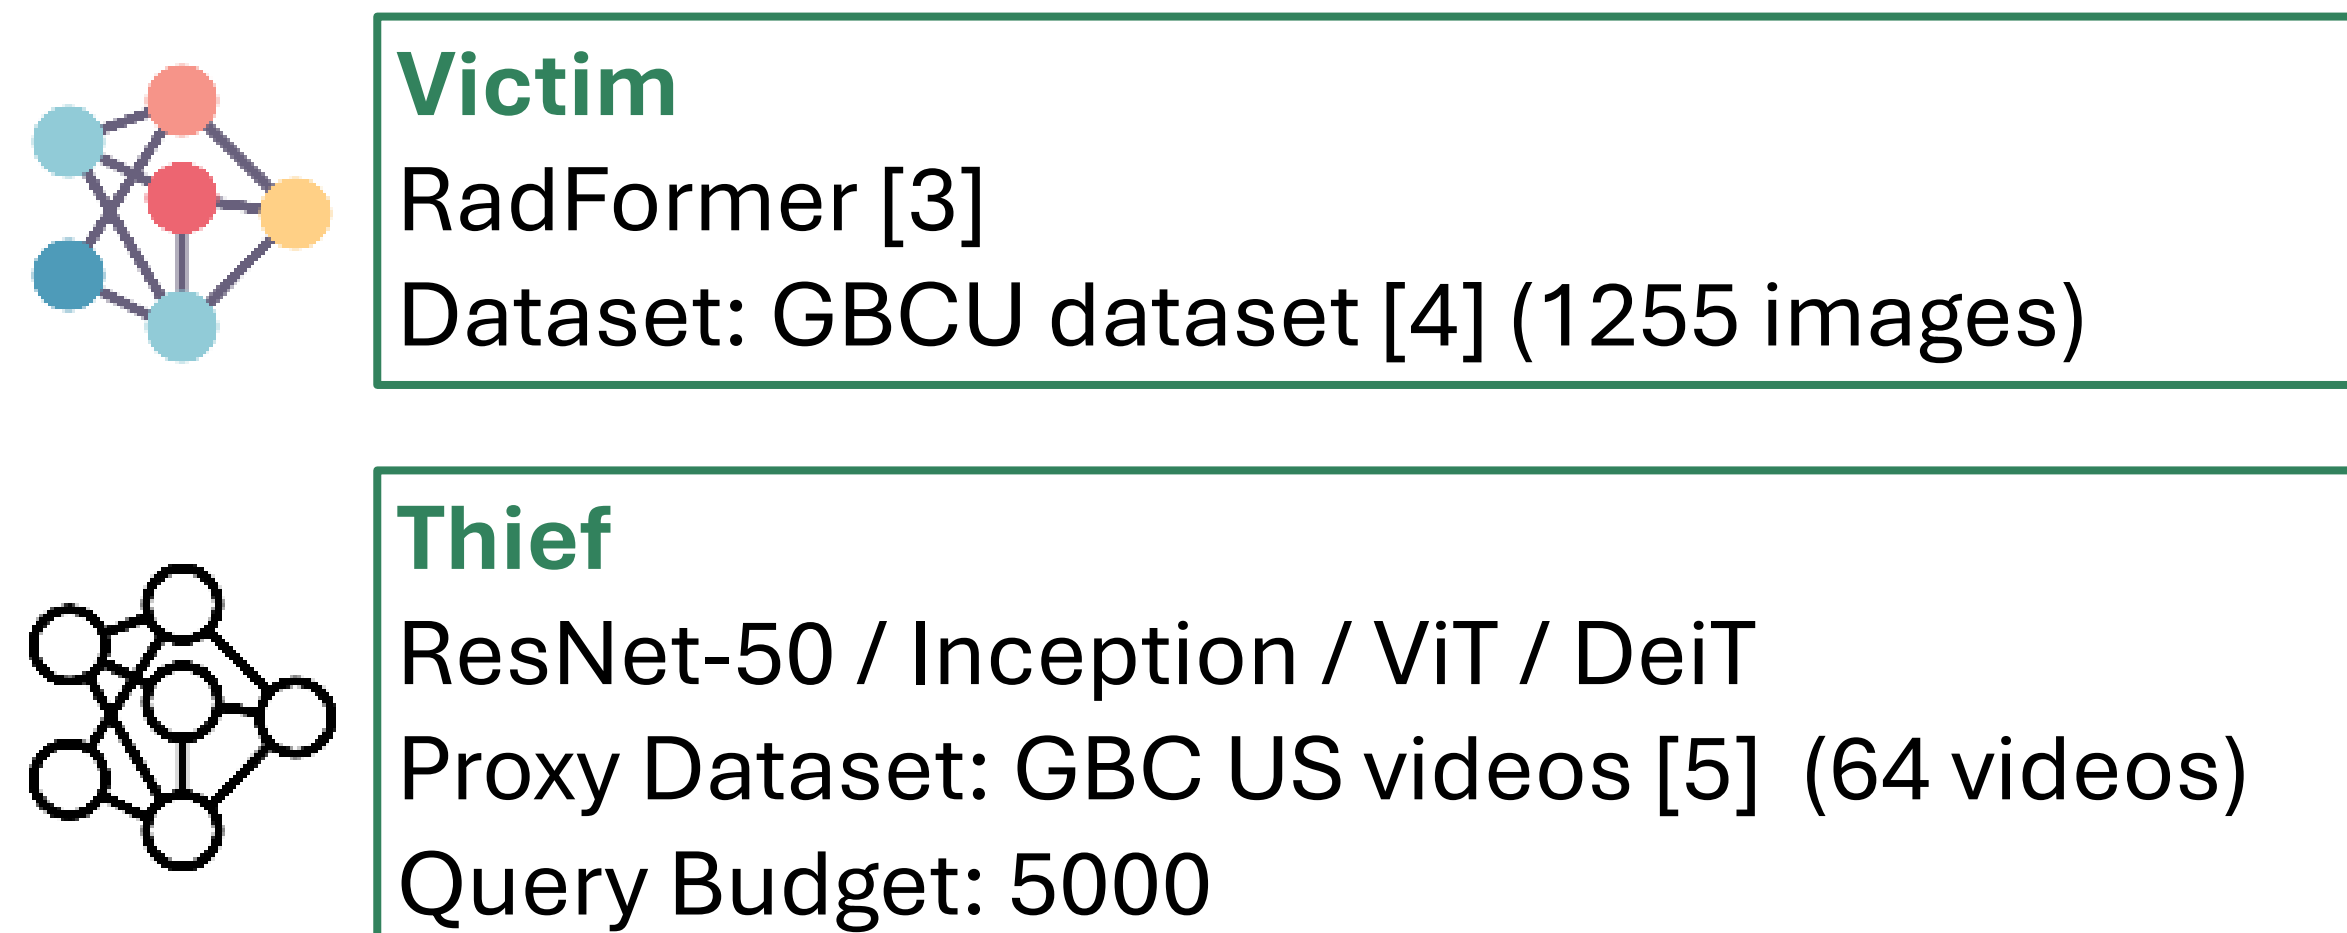 Victim
RadFormer [3]
Dataset: GBCU dataset [4] (1255 images)
Thief
ResNet-50 / Inception / ViT / DeiT
Proxy Dataset: GBC US videos [5] (64 videos)
Query Budget: 5000